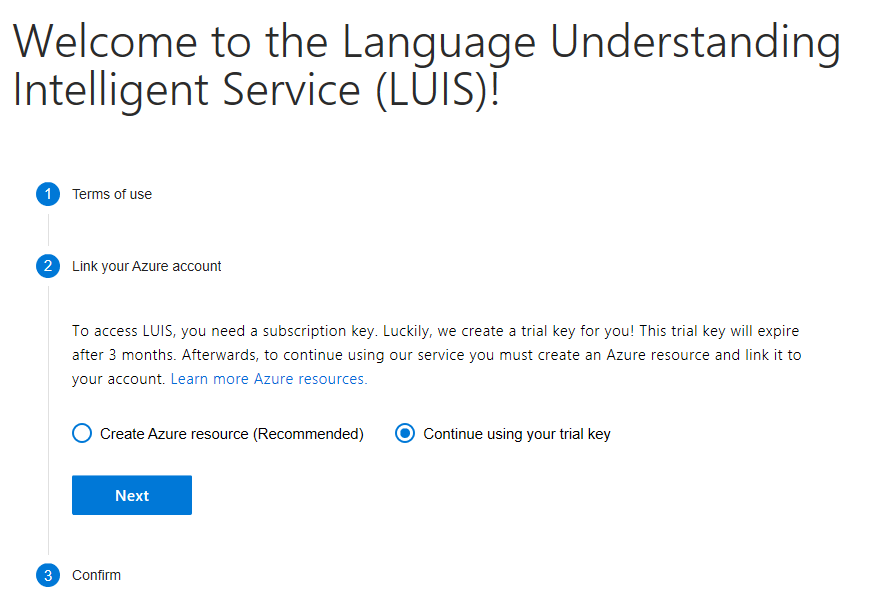 Welcome to the Language Understanding
Intelligent Service (LUIS)!
1 Terms of use
2 Link your Azure account
To access LUIS, you need a subscription key. Luckily, we create a trial key for you! This trial key will expire
after 3 months. Afterwards, to continue using our service you must create an Azure resource and link it to
your account. Learn more Azure resources.
Create Azure resource (Recommended) Continue using your trial key
Next
3 Confirm